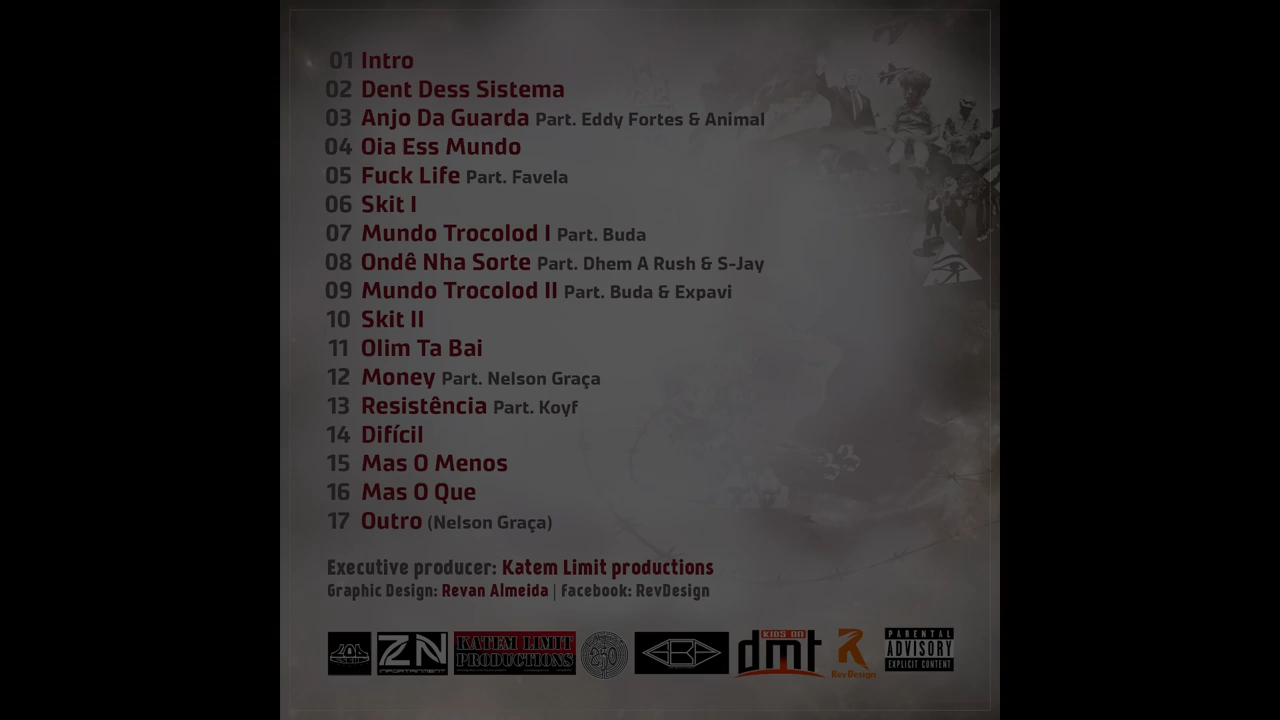 01 Intro
02 Dent Dess Sistema
03 Anjo Da Guarda Part. Eddy Fortes & Animal
04 Oia Ess Mundo
05 Fuck Life Part. Favela
06 Skit I
07 Mundo Trocolod I Part. Buda
08 Ondê Nha Sorte Part. Dhem A Rush & S-Jay
09 Mundo Trocolod II Part. Buda & Expavi
10 Skit II
11 Olim Ta Bai
12 Money Part. Nelson Graça
13 Resistência Part. Koyf
14 Difícil
15 Mas O Menos
16 Mas O Que
17 Outro (Nelson Graça)
Executive producer: Katem Limit productions
Graphic Design: Revan Almeida | Facebook: RevDesign
ZN
KATEM LIMIT
PRODUCTIONS
KIDS ON
dmt
R
RevDesign
PARENTAL
ADVISORY
EXPLICIT CONTENT